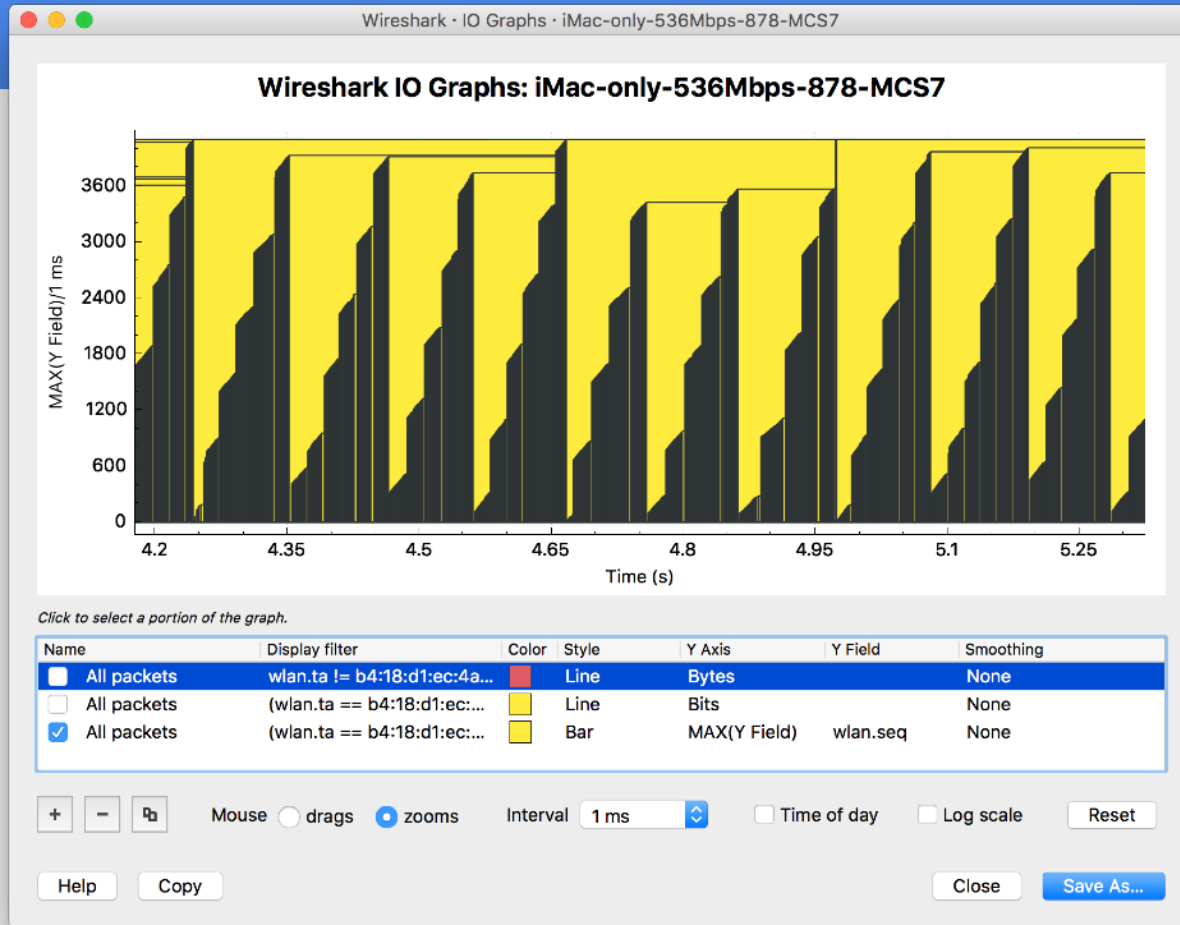 Wireshark · IO Graphs · iMac-only-536Mbps-878-MCS7
Wireshark IO Graphs: iMac-only-536Mbps-878-MCS7
MAX(Y Field)/1 ms
3600
3000
2400
1800
1200
600
0
4.2 4.35 4.5 4.65 4.8 4.95 5.1 5.25
Time (s)
Click to select a portion of the graph.
Name Display filter Color Style Y Axis Y Field Smoothing
All packets wlan.ta != b4:18:d1:ec:4a... Line Bytes None
All packets (wlan.ta == b4:18:d1:ec:... Line Bits None
All packets (wlan.ta == b4:18:d1:ec:... Bar MAX(Y Field) wlan.seq None
+ − Mouse drags zooms Interval 1 ms Time of day Log scale Reset
Help Copy Close Save As...